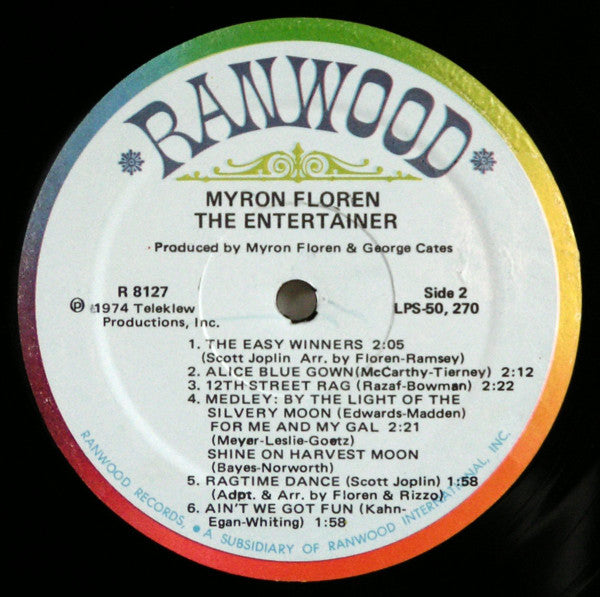 RANWOOD
MYRON FLOREN
THE ENTERTAINER
Produced by Myron Floren & George Cates
R 8127
Ⓟ ©1974 Teleklew
Productions, Inc.
Side 2
LPS-50, 270
1. THE EASY WINNERS 2:05
(Scott Joplin Arr. by Floren-Ramsey)
2. ALICE BLUE GOWN(McCarthy-Tierney) 2:12
3. 12TH STREET RAG (Razaf-Bowman) 2:22
4. MEDLEY: BY THE LIGHT OF THE
SILVERY MOON (Edwards-Madden)
FOR ME AND MY GAL 2:21
(Meyer-Leslie-Goetz)
SHINE ON HARVEST MOON
(Bayes-Norworth)
5. RAGTIME DANCE (Scott Joplin) 1:58
(Adpt. & Arr. by Floren & Rizzo)
6. AIN'T WE GOT FUN (Kahn-
Egan-Whiting) 1:58
RANWOOD RECORDS, • A SUBSIDIARY OF RANWOOD INTERNATIONAL, INC.